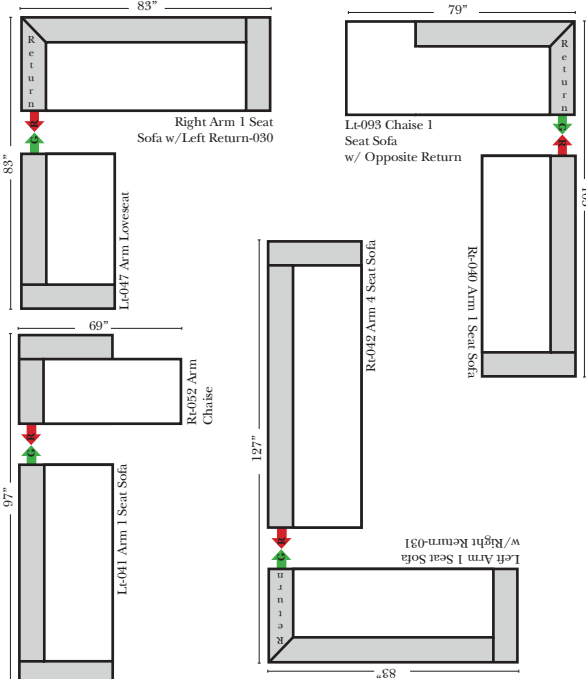 83”
Return
R
G
Right Arm 1 Seat
Sofa w/Left Return-030
83”
Lt-047 Arm Loveseat
79”
Return
G
R
Lt-093 Chaise 1
Seat Sofa
w/ Opposite Return
Rt-040 Arm 1 Seat Sofa
69”
Rt-052 Arm
Chaise
R
G
97”
Lt-041 Arm 1 Seat Sofa
127”
Rt-042 Arm 4 Seat Sofa
R
G
Return
Left Arm 1 Seat Sofa
w/Right Return-031
83”